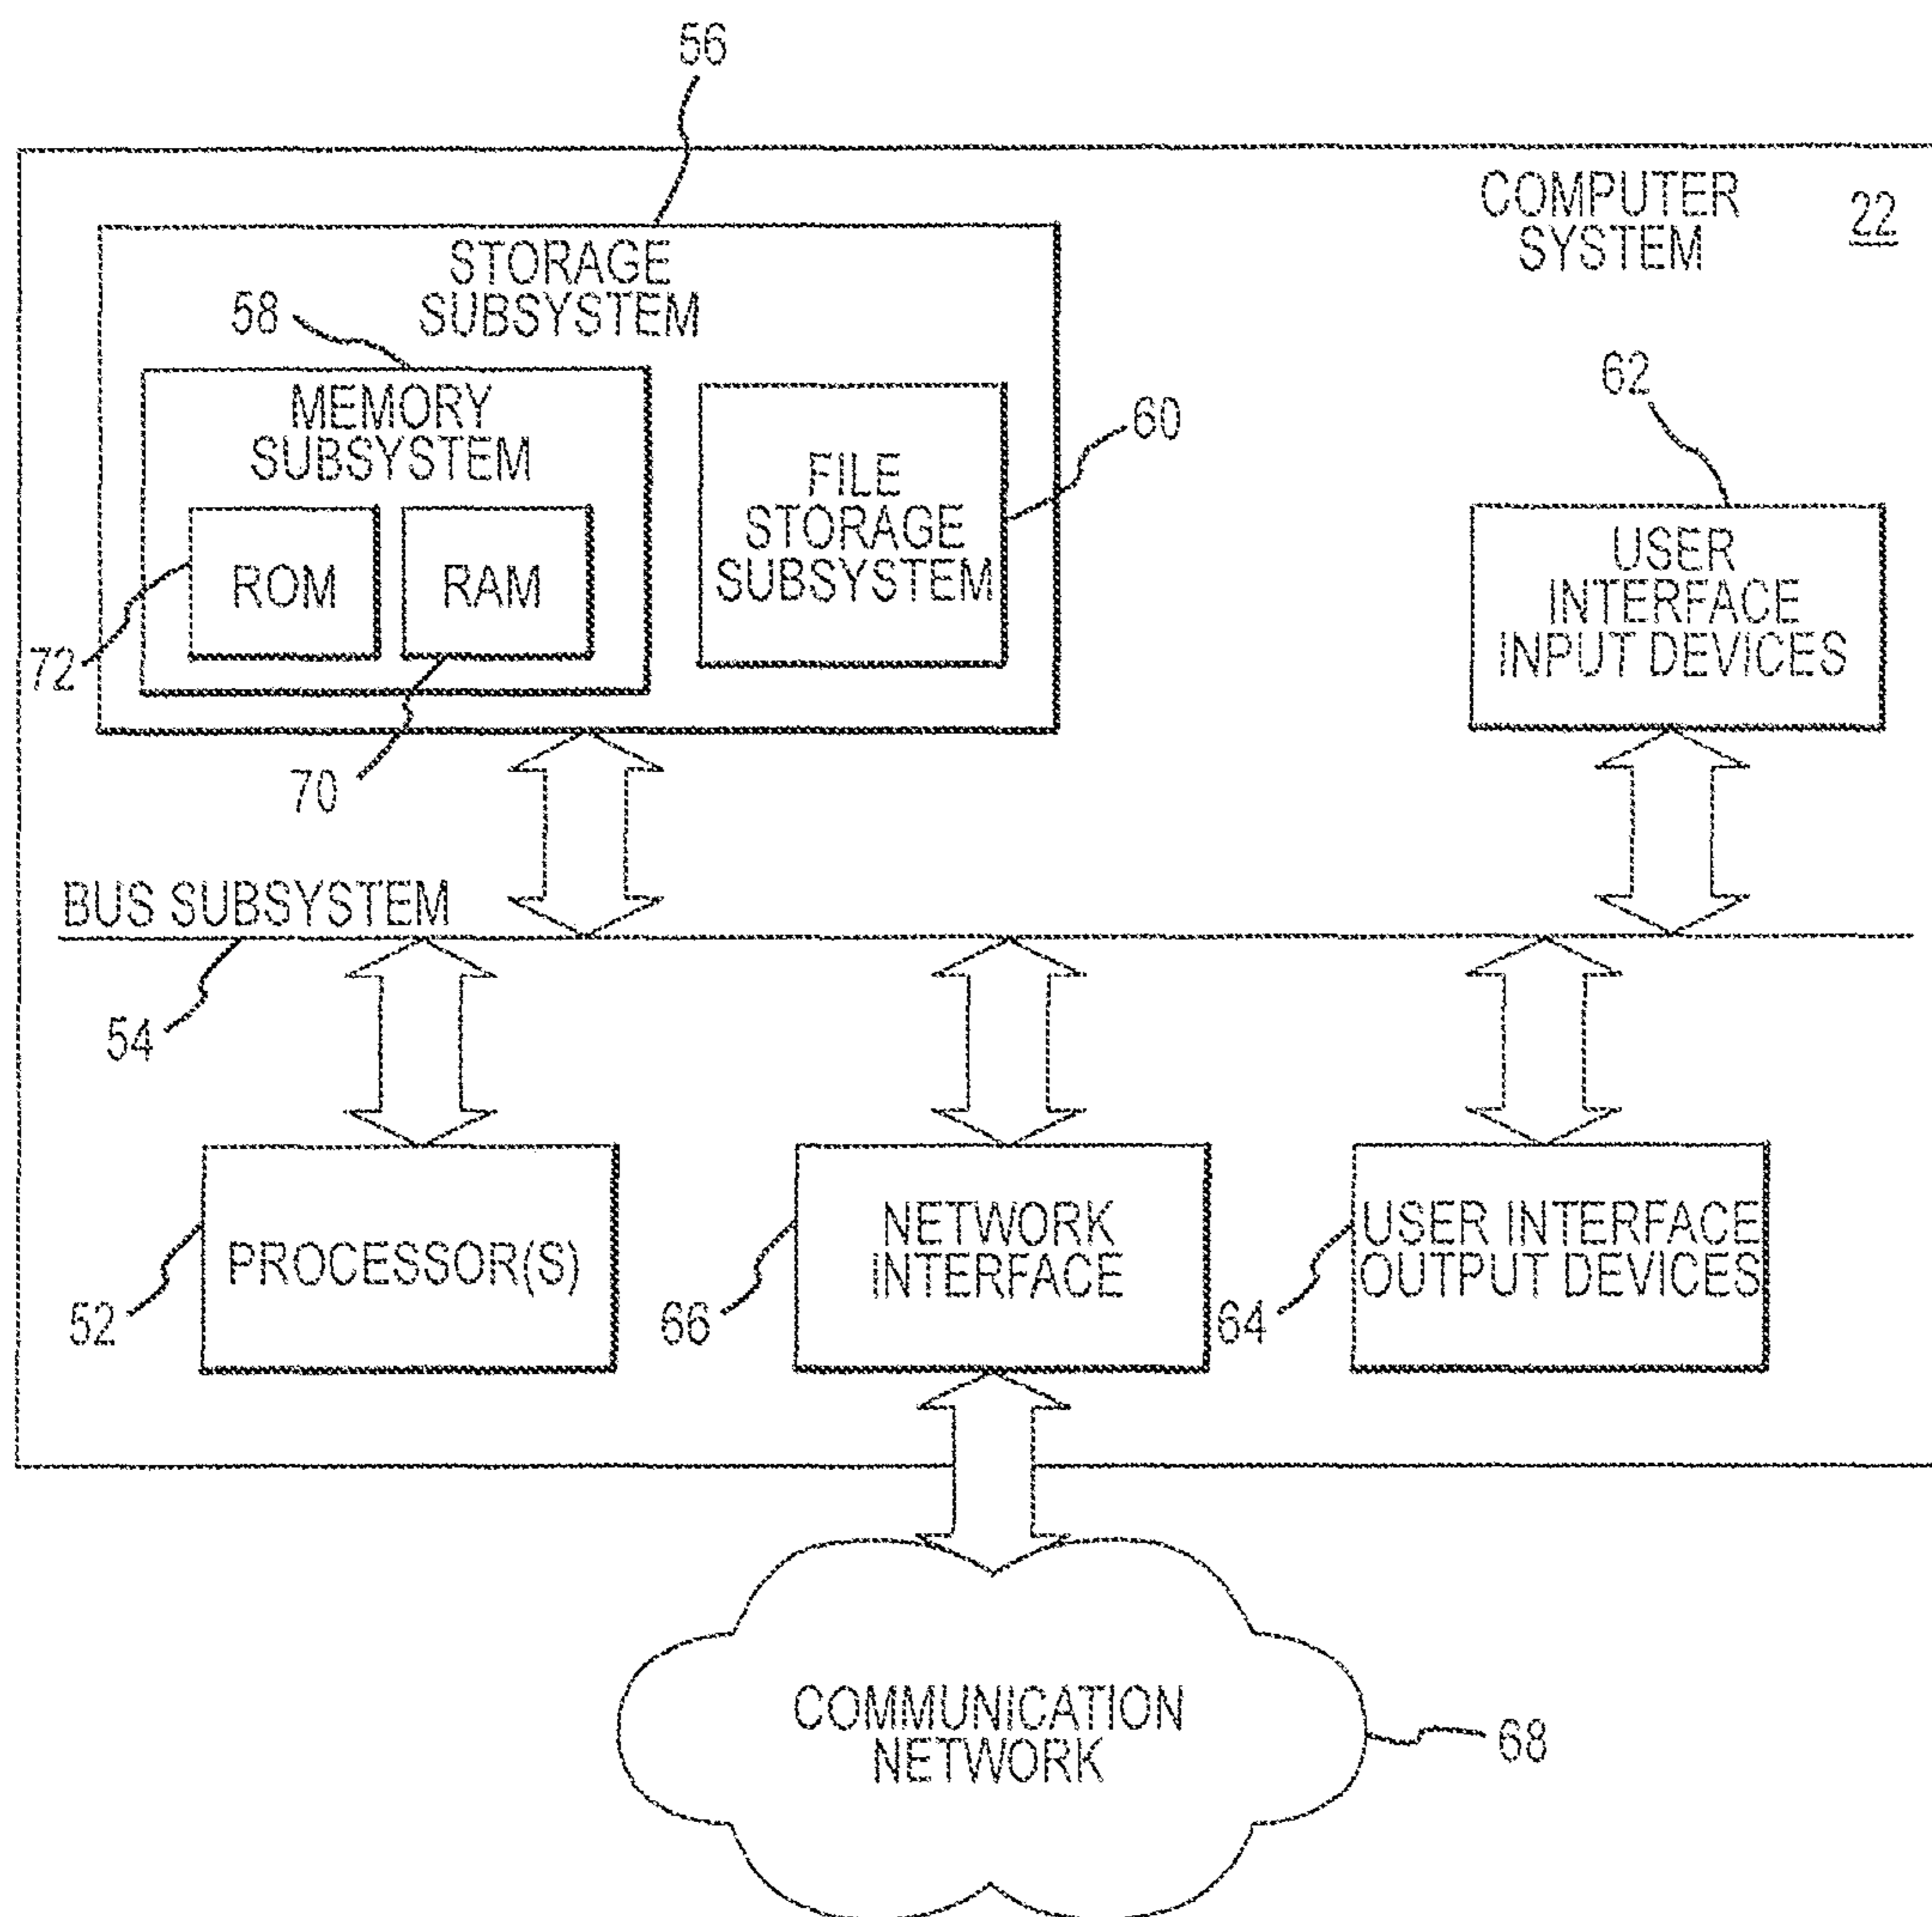 56
COMPUTER
SYSTEM
22
STORAGE
SUBSYSTEM
58
MEMORY
SUBSYSTEM
ROM
RAM
72
70
FILE
STORAGE
SUBSYSTEM
60
62
USER
INTERFACE
INPUT DEVICES
BUS SUBSYSTEM
54
PROCESSOR(S)
52
NETWORK
INTERFACE
66
USER INTERFACE
OUTPUT DEVICES
64
COMMUNICATION
NETWORK
68